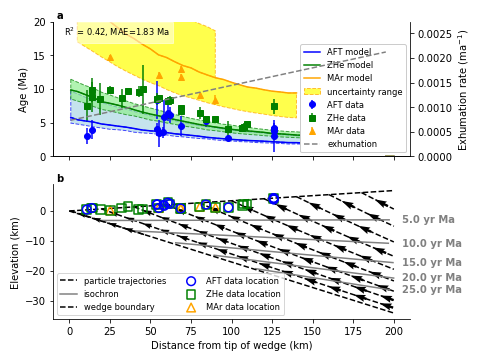 a
R² = 0.42, MAE=1.83 Ma
AFT model
ZHe model
MAr model
uncertainty range
AFT data
ZHe data
MAr data
exhumation
20
15
10
5
0
Age (Ma)
0.0025
0.0020
0.0015
0.0010
0.0005
0.0000
Exhumation rate (ma⁻¹)
b
0
−10
−20
−30
Elevation (km)
5.0 yr Ma
10.0 yr Ma
15.0 yr Ma
20.0 yr Ma
25.0 yr Ma
particle trajectories
isochron
wedge boundary
AFT data location
ZHe data location
MAr data location
0 25 50 75 100 125 150 175 200
Distance from tip of wedge (km)